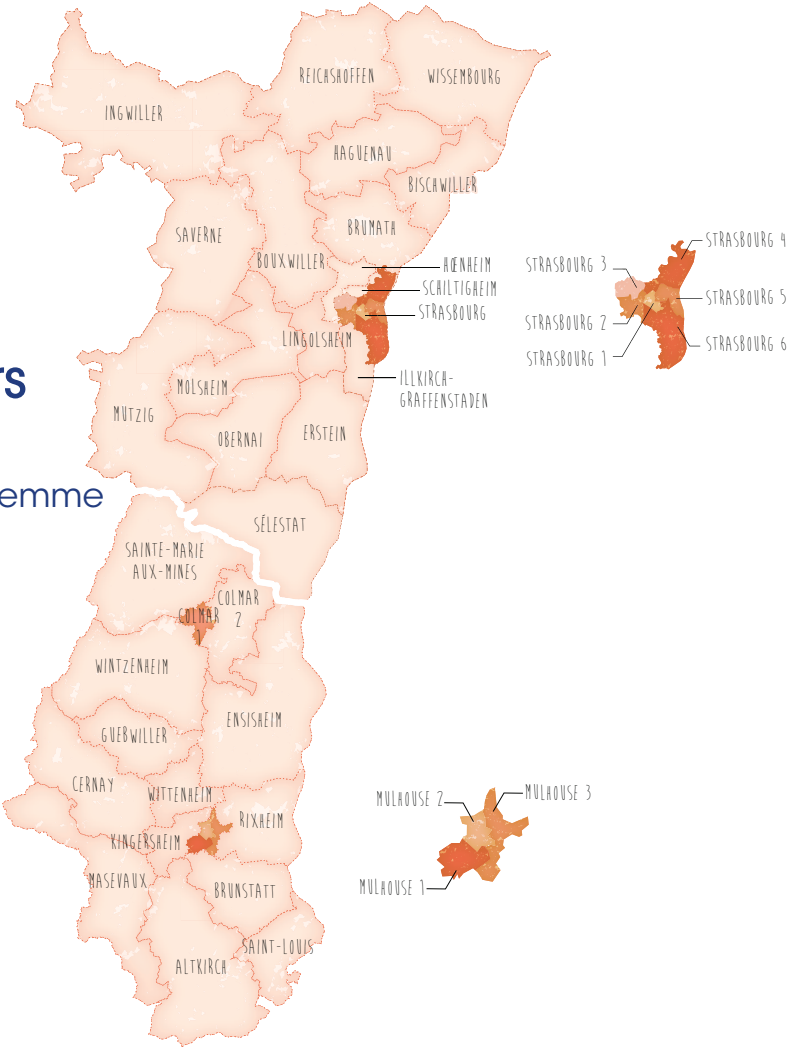 REICHSHOFFEN
WISSEMBOURG
INGWILLER
HAGUENAU
BISCHWILLER
BRUMATH
SAVERNE
BOUXWILLER
HŒNHEIM
SCHILTIGHEIM
STRASBOURG
LINGOLSHEIM
ILLKIRCH-
GRAFFENSTADEN
MOLSHEIM
MUTZIG
OBERNAI
ERSTEIN
STRASBOURG 4
STRASBOURG 3
STRASBOURG 5
STRASBOURG 2
STRASBOURG 6
STRASBOURG 1
rs
emme
SÉLESTAT
SAINTE-MARIE
AUX-MINES
COLMAR
2
COLMAR
1
WINTZENHEIM
ENSISHEIM
GUEBWILLER
CERNAY
WITTENHEIM
RIXHEIM
KINGERSHEIM
MASEVAUX
BRUNSTATT
SAINT-LOUIS
ALTKIRCH
MULHOUSE 2
MULHOUSE 3
MULHOUSE 1